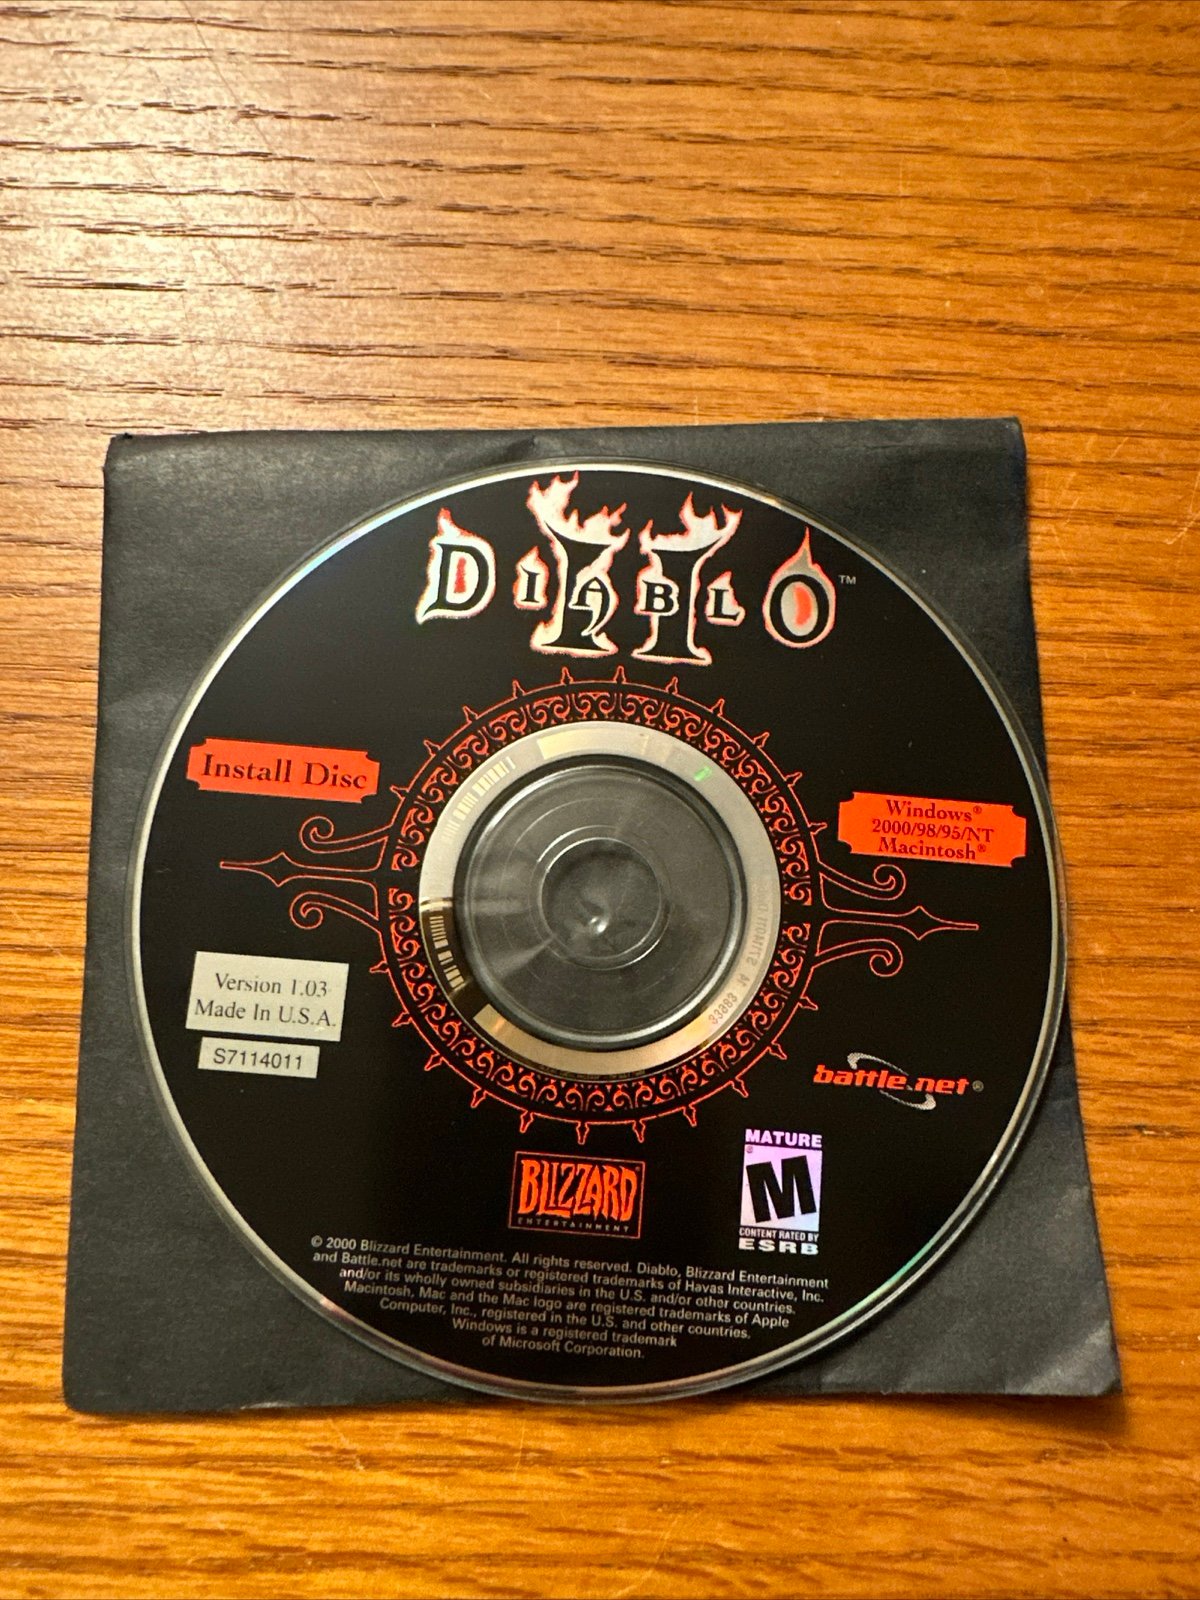 DIABLO II™
Install Disc
Windows®
2000/98/95/NT
Macintosh®
Version 1.03
Made In U.S.A.
S7114011
battle.net®
BLIZZARD®
ENTERTAINMENT
MATURE
M
CONTENT RATED BY
ESRB
© 2000 Blizzard Entertainment. All rights reserved. Diablo, Blizzard Entertainment
and Battle.net are trademarks or registered trademarks of Havas Interactive, Inc.
and/or its wholly owned subsidiaries in the U.S. and/or other countries.
Macintosh, Mac and the Mac logo are registered trademarks of Apple
Computer, Inc., registered in the U.S. and other countries.
Windows is a registered trademark
of Microsoft Corporation.